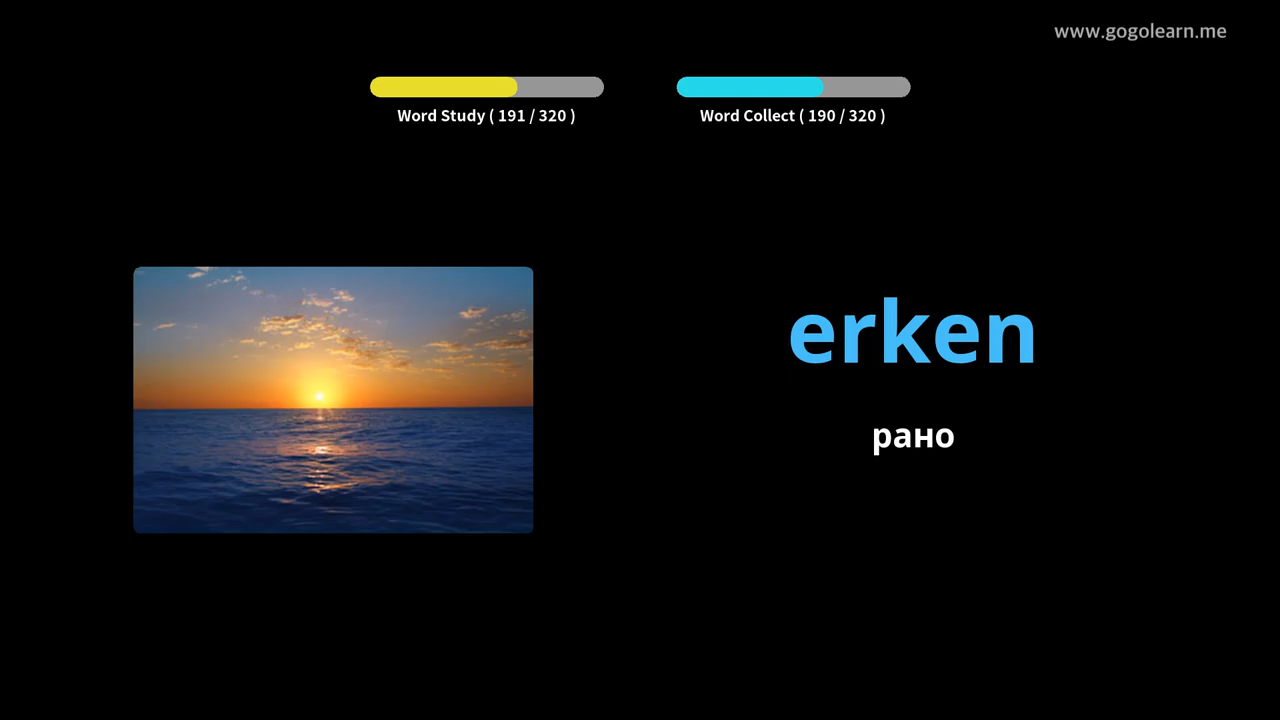 www.gogolearn.me
Word Study ( 191 / 320 )
Word Collect ( 190 / 320 )
erken
рано